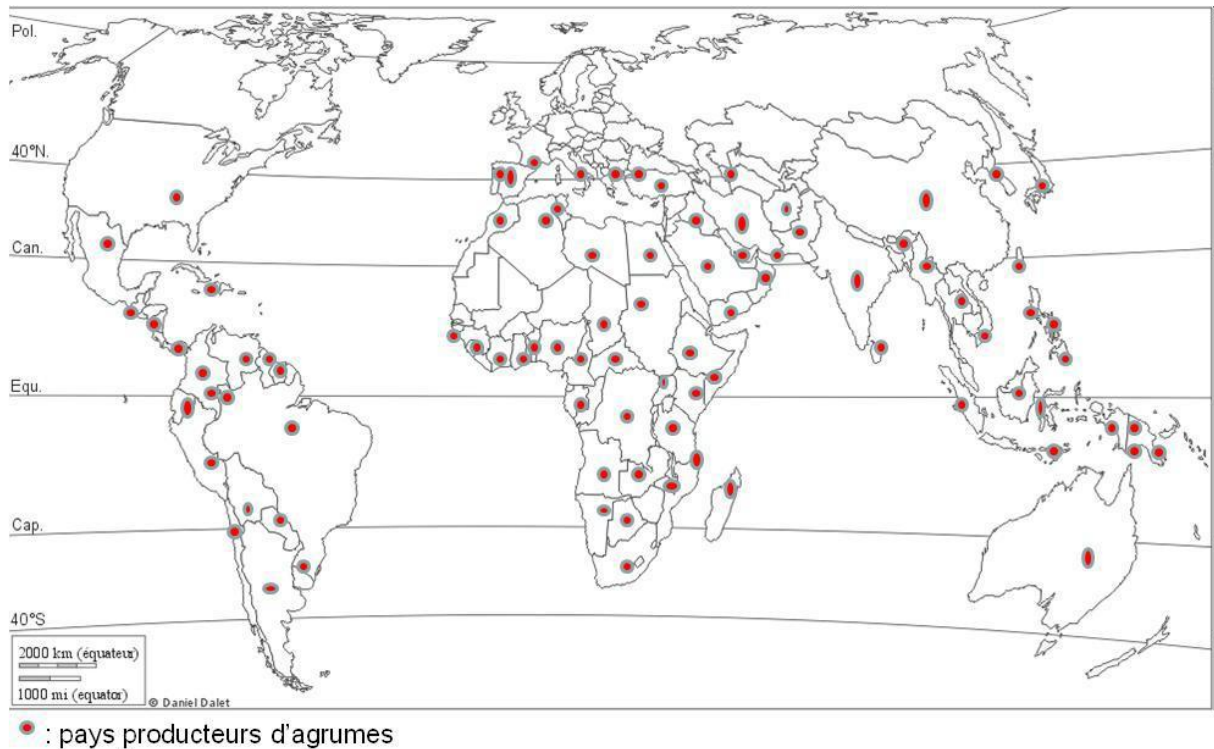 Pol.
40°N.
Can.
Equ.
Cap.
40°S
2000 km (équateur)
1000 mi (equator)
© Daniel Dalet
: pays producteurs d'agrumes